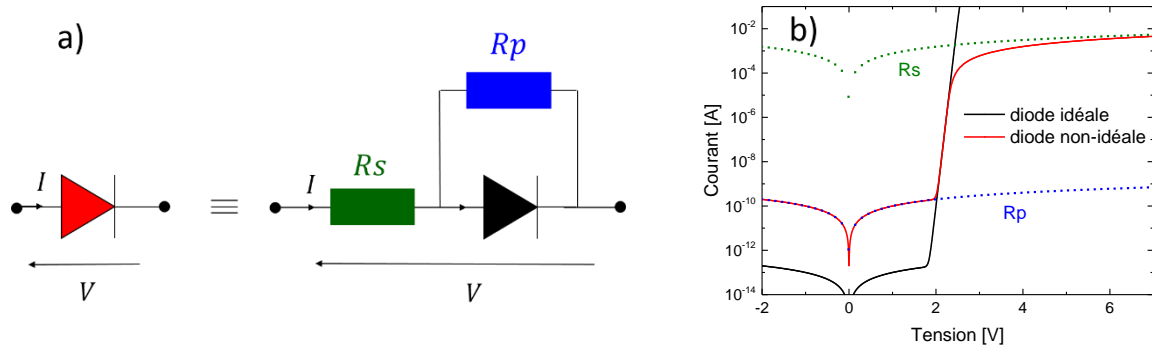 a)
Rp
Rs
I
I
≡
V
V
b)
10^-2
10^-4
10^-6
10^-8
10^-10
10^-12
10^-14
Courant [A]
Rs
diode idéale
diode non-idéale
Rp
-2
0
2
4
6
Tension [V]